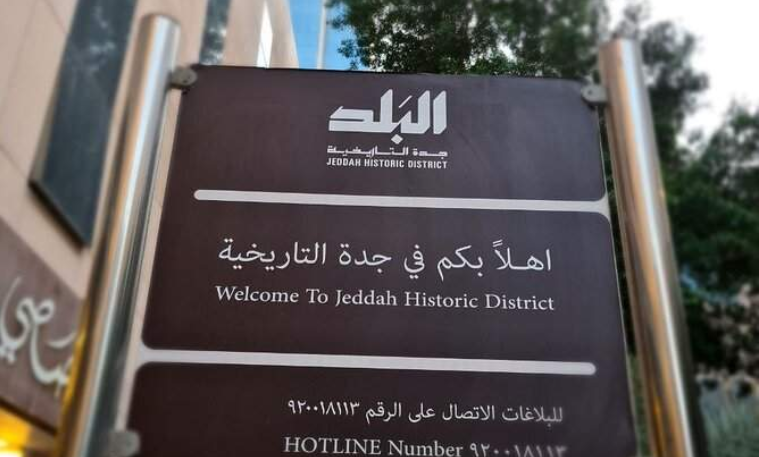 البلد
جدة التاريخية
JEDDAH HISTORIC DISTRICT
اهلاً بكم في جدة التاريخية
Welcome To Jeddah Historic District
للبلاغات الاتصال على الرقم ٩٢٠٠١٨١١٣
HOTLINE Number ٩٢٠٠١٨١١٣